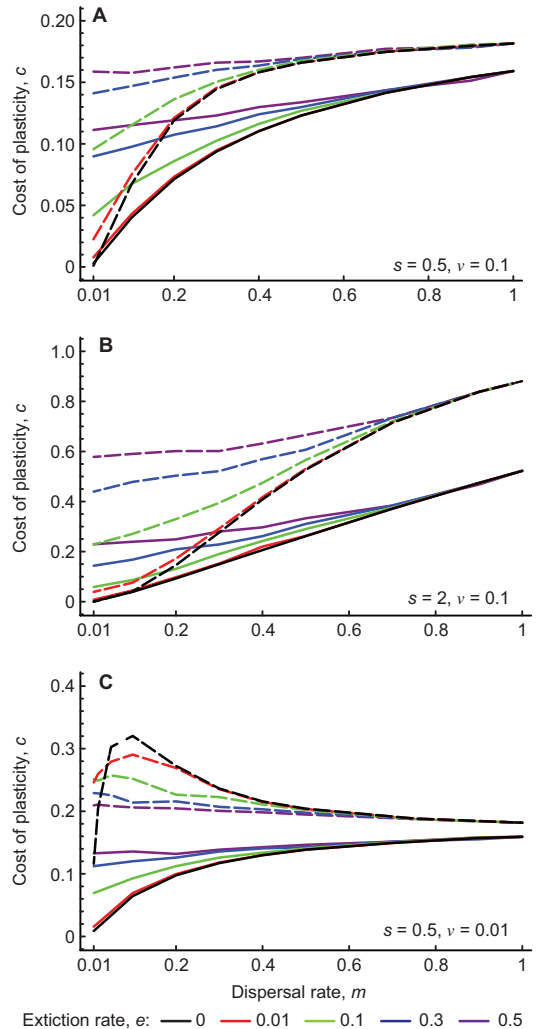 A
0.20
0.15
0.10
0.05
0
Cost of plasticity, c
s = 0.5, v = 0.1
0.01 0.2 0.4 0.6 0.8 1
B
1.0
0.8
0.6
0.4
0.2
0
Cost of plasticity, c
s = 2, v = 0.1
0.01 0.2 0.4 0.6 0.8 1
C
0.4
0.3
0.2
0.1
0
Cost of plasticity, c
s = 0.5, v = 0.01
0.01 0.2 0.4 0.6 0.8 1
Dispersal rate, m
Extiction rate, e: 0 0.01 0.1 0.3 0.5